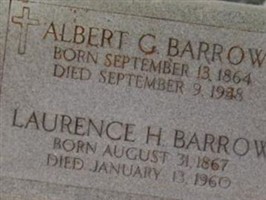 ALBERT G. BARROW
BORN SEPTEMBER 13, 1864
DIED SEPTEMBER 9, 1948
LAURENCE H. BARROW
BORN AUGUST 31, 1867
DIED JANUARY 13, 1960